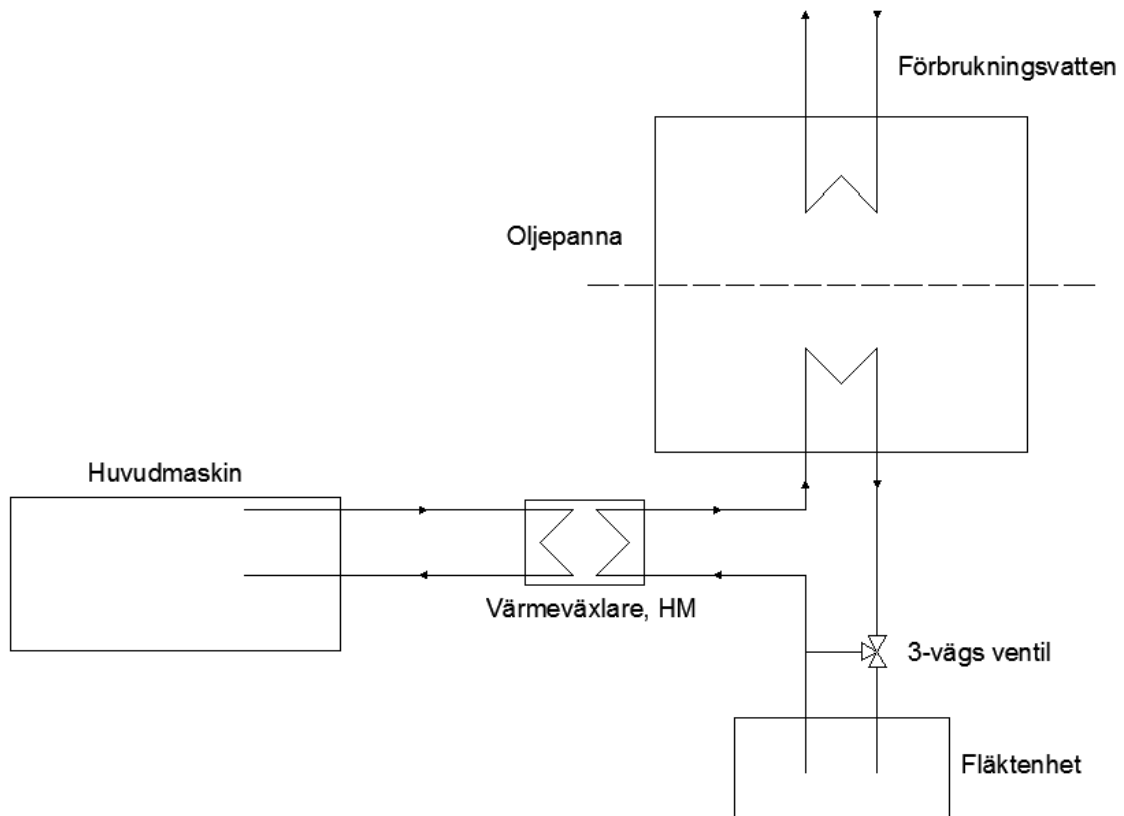 Förbrukningsvatten
Oljepanna
Huvudmaskin
Värmeväxlare, HM
3-vägs ventil
Fläktenhet